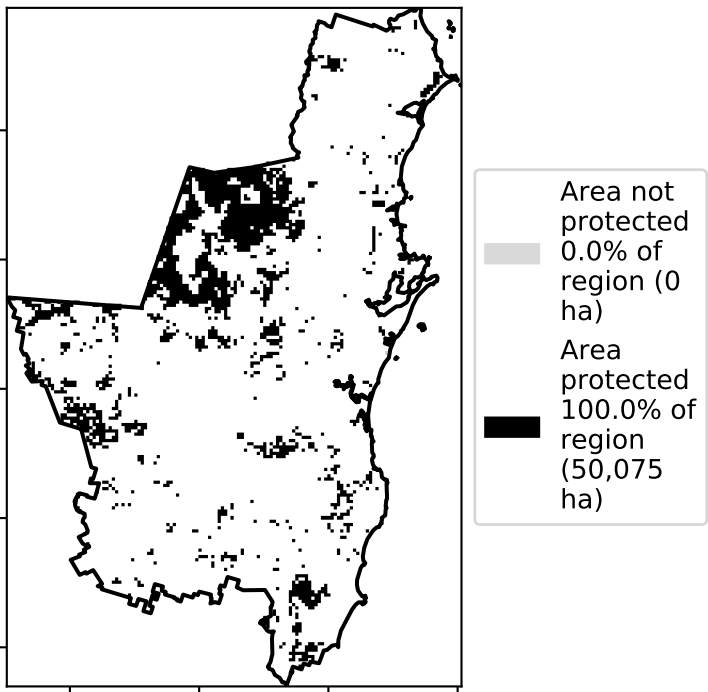 Area not
protected
0.0% of
region (0
ha)
Area
protected
100.0% of
region
(50,075
ha)